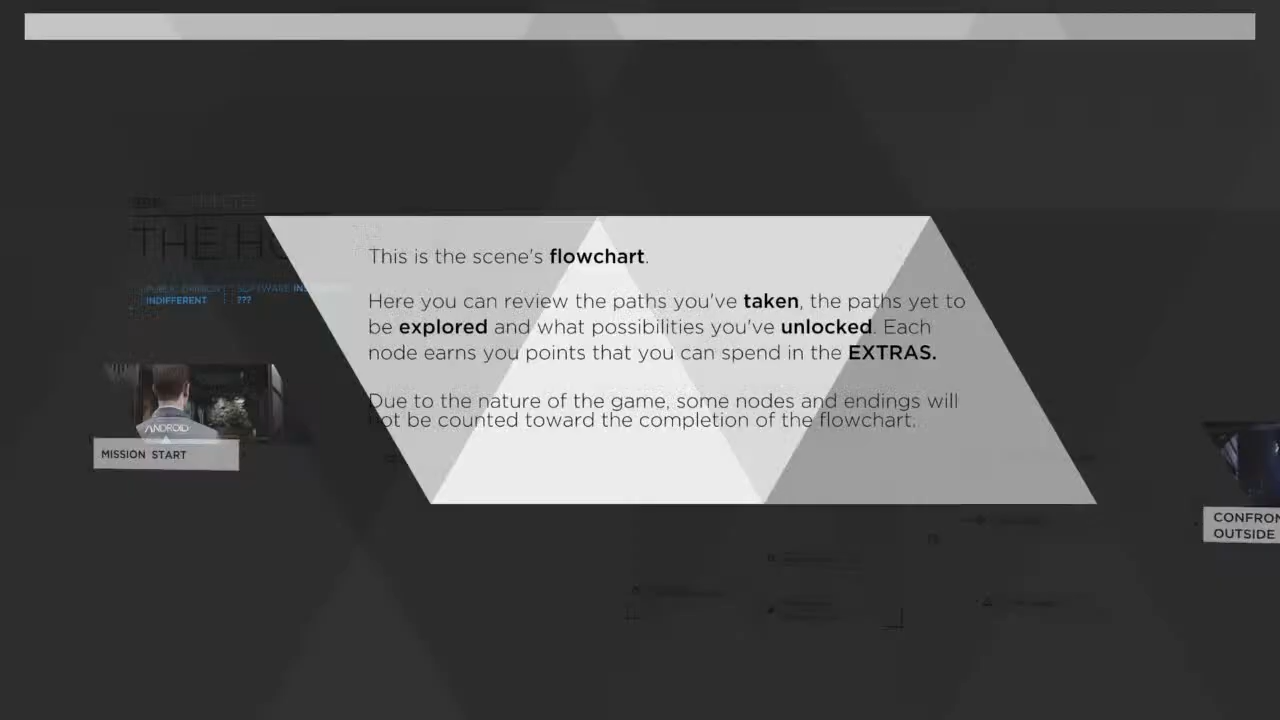 THE HO
INDIFFERENT
???
This is the scene's flowchart.
Here you can review the paths you've taken, the paths yet to
be explored and what possibilities you've unlocked. Each
node earns you points that you can spend in the EXTRAS.
Due to the nature of the game, some nodes and endings will
not be counted toward the completion of the flowchart.
ANDROID
MISSION START
CONFRON
OUTSIDE